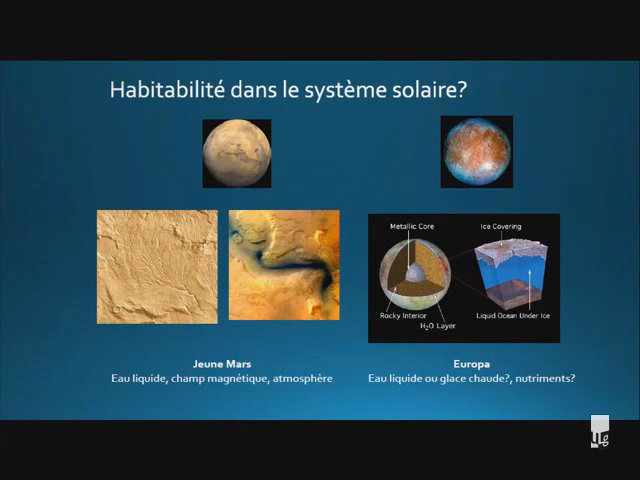 Habitabilité dans le système solaire?
Metallic Core
Ice Covering
Rocky Interior
H₂O Layer
Liquid Ocean Under Ice
Jeune Mars
Eau liquide, champ magnétique, atmosphère
Europa
Eau liquide ou glace chaude?, nutriments?
ULg